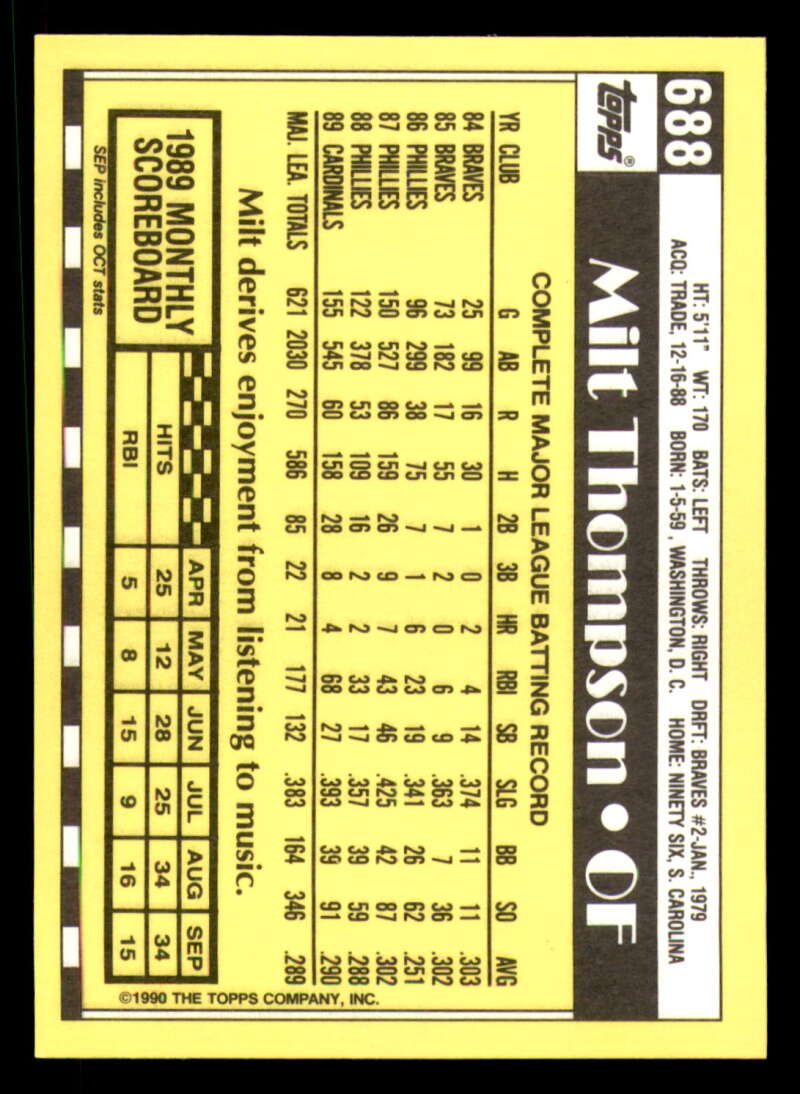 688
HT: 5'11" WT: 170 BATS: LEFT THROWS: RIGHT DRFT: BRAVES #2-JAN., 1979
ACQ: TRADE, 12-16-88 BORN: 1-5-59, WASHINGTON, D. C. HOME: NINETY SIX, S. CAROLINA
TOPPS® Milt Thompson • OF
COMPLETE MAJOR LEAGUE BATTING RECORD
YR CLUB G AB R H 2B 3B HR RBI SB SLG BB SO AVG
84 BRAVES 25 99 16 30 1 0 2 4 14 .374 11 11 .303
85 BRAVES 73 182 17 55 7 2 0 6 9 .363 7 36 .302
86 PHILLIES 96 299 38 75 7 1 6 23 19 .341 26 62 .251
87 PHILLIES 150 527 86 159 26 9 7 43 46 .425 42 87 .302
88 PHILLIES 122 378 53 109 16 2 2 33 17 .357 39 59 .288
89 CARDINALS 155 545 60 158 28 8 4 68 27 .393 39 91 .290
MAJ. LEA. TOTALS 621 2030 270 586 85 22 21 177 132 .383 164 346 .289
Milt derives enjoyment from listening to music.
1989 MONTHLY
SCOREBOARD
APR MAY JUN JUL AUG SEP
HITS 25 12 28 25 34 34
RBI 5 8 15 9 16 15
SEP includes OCT stats
©1990 THE TOPPS COMPANY, INC.